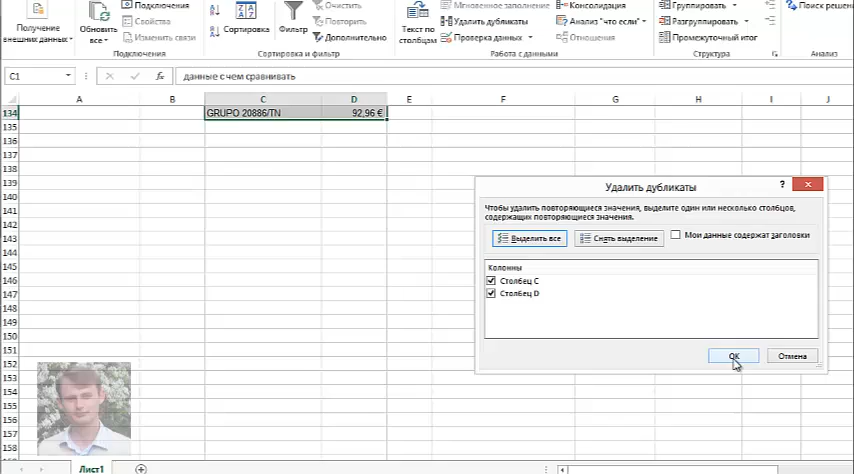 Получение
внешних данных
Обновить
все
Подключения
Свойства
Изменить связи
Подключения
Сортировка
Фильтр
Очистить
Повторить
Дополнительно
Сортировка и фильтр
Текст по
столбцам
Мгновенное заполнение
Удалить дубликаты
Проверка данных
Консолидация
Анализ "что если"
Отношения
Работа с данными
Группировать
Разгруппировать
Промежуточный итог
Структура
Поиск решени
Анализ
C1
fx
данные с чем сравнивать
A B C D E F G H I J
134 GRUPO 20886/TN 92,96 €
135
136
137
138
139
140
141
142
143
144
145
146
147
148
149
150
151
152
153
154
155
156
157
158
Удалить дубликаты
?
Чтобы удалить повторяющиеся значения, выделите один или несколько столбцов,
содержащих повторяющиеся значения.
Выделить все
Снять выделение
Мои данные содержат заголовки
Колонны
Столбец C
Столбец D
ОК
Отмена
Лист1